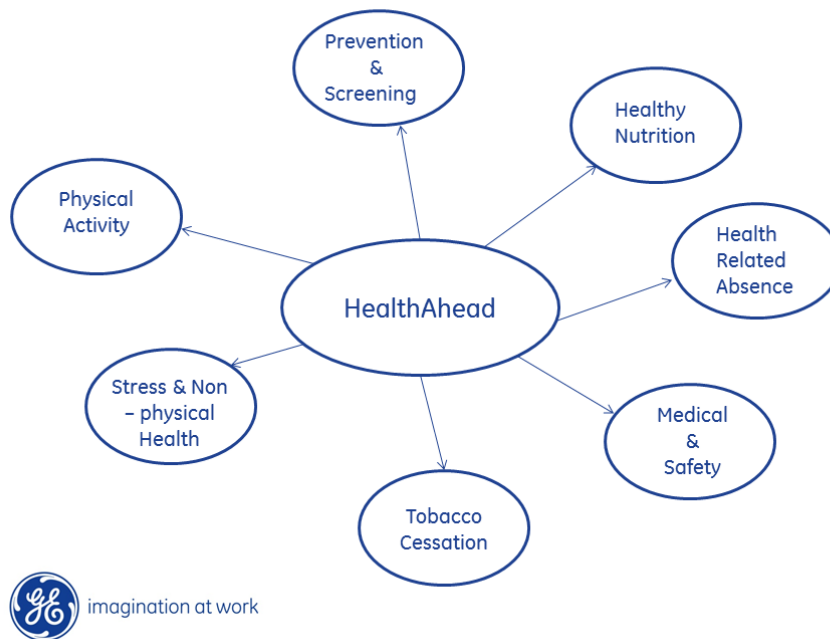 Prevention
&
Screening
Healthy
Nutrition
Physical
Activity
Health
Related
Absence
HealthAhead
Stress & Non
– physical
Health
Medical
&
Safety
Tobacco
Cessation
GE
imagination at work